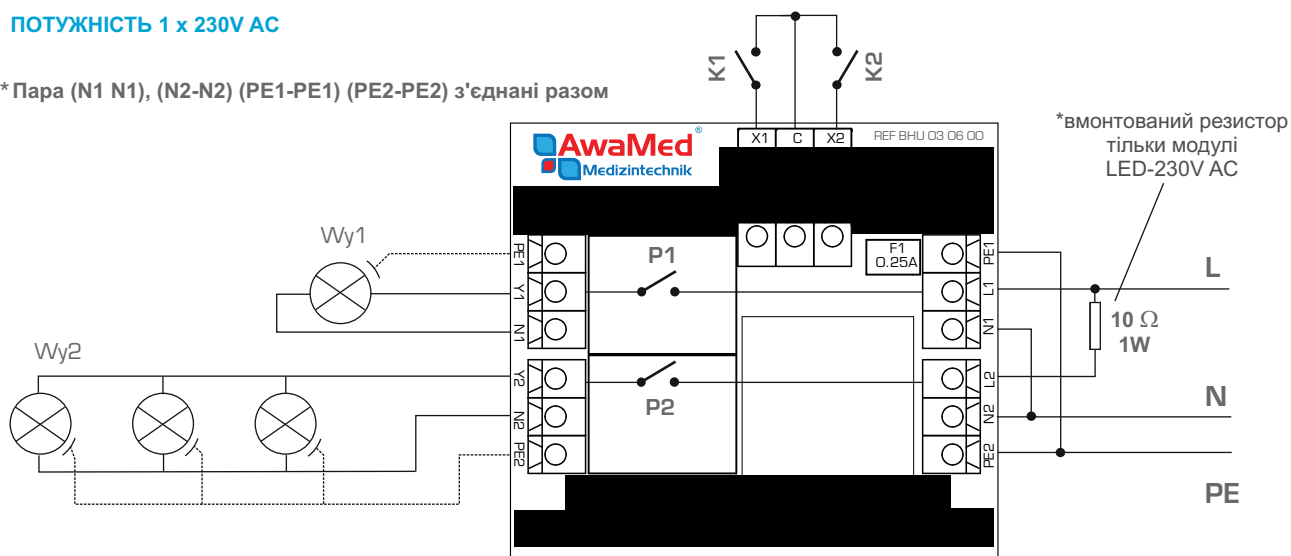 ПОТУЖНІСТЬ 1 x 230V AC
* Пара (N1 N1), (N2-N2) (PE1-PE1) (PE2-PE2) з'єднані разом
K1
K2
X1 C X2
REF BHU 03 06 00
AwaMed®
Medizintechnik
*вмонтований резистор
тільки модулі
LED-230V AC
Wy1
PE1
Y1
N1
P1
F1
0.25A
PE1
L1
N1
L
10 Ω
1W
Wy2
Y2
N2
PE2
P2
L2
N2
PE2
N
PE